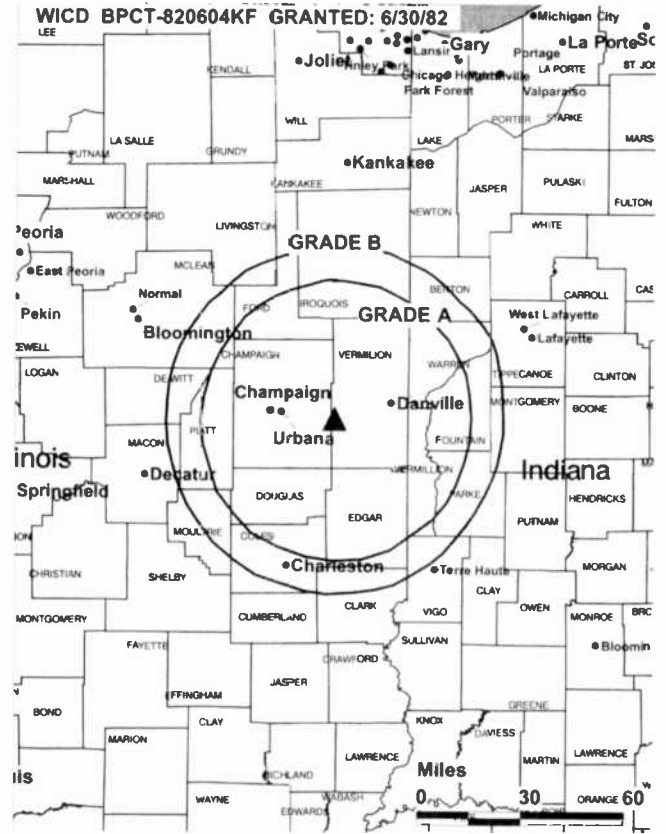 WICD BPCT-820604KF GRANTED: 6/30/82
Michigan City
LEE
Lansing
Gary
La Porte
Joliet
Portage
KENDALL
LA PORTE
Park Forest
Valparaiso
WILL
PORTER
STARKE
LA SALLE
LAKE
PUTNAM
GRUNDY
Kankakee
MARSHALL
KANKAKEE
JASPER
PULASKI
FULTON
WOODFORD
LIVINGSTON
NEWTON
WHITE
Peoria
GRADE B
East Peoria
MCLEAN
BENTON
CARROLL
Normal
FORD
IROQUOIS
Pekin
GRADE A
West Lafayette
Bloomington
Lafayette
CHAMPAIGN
VERMILION
WARREN
LOGAN
DE WITT
TIPPECANOE
CLINTON
Champaign
Danville
MONTGOMERY
BOONE
Urbana
PIATT
MACON
FOUNTAIN
inois
Decatur
VERMILLION
Indiana
Springfield
DOUGLAS
PARKE
HENDRICKS
EDGAR
PUTNAM
MOULTRIE
COLES
MORGAN
CHRISTIAN
Charleston
Terre Haute
SHELBY
CLAY
CLARK
VIGO
OWEN
MONTGOMERY
CUMBERLAND
MONROE
BRC
SULLIVAN
FAYETTE
Bloomin
CRAWFORD
JASPER
EFFINGHAM
GREENE
BOND
CLAY
KNOX
DAVIESS
MARION
LAWRENCE
MARTIN
LAWRENCE
Miles
RICHLAND
WAYNE
WABASH
0 30 60
ORANGE
EDWARDS